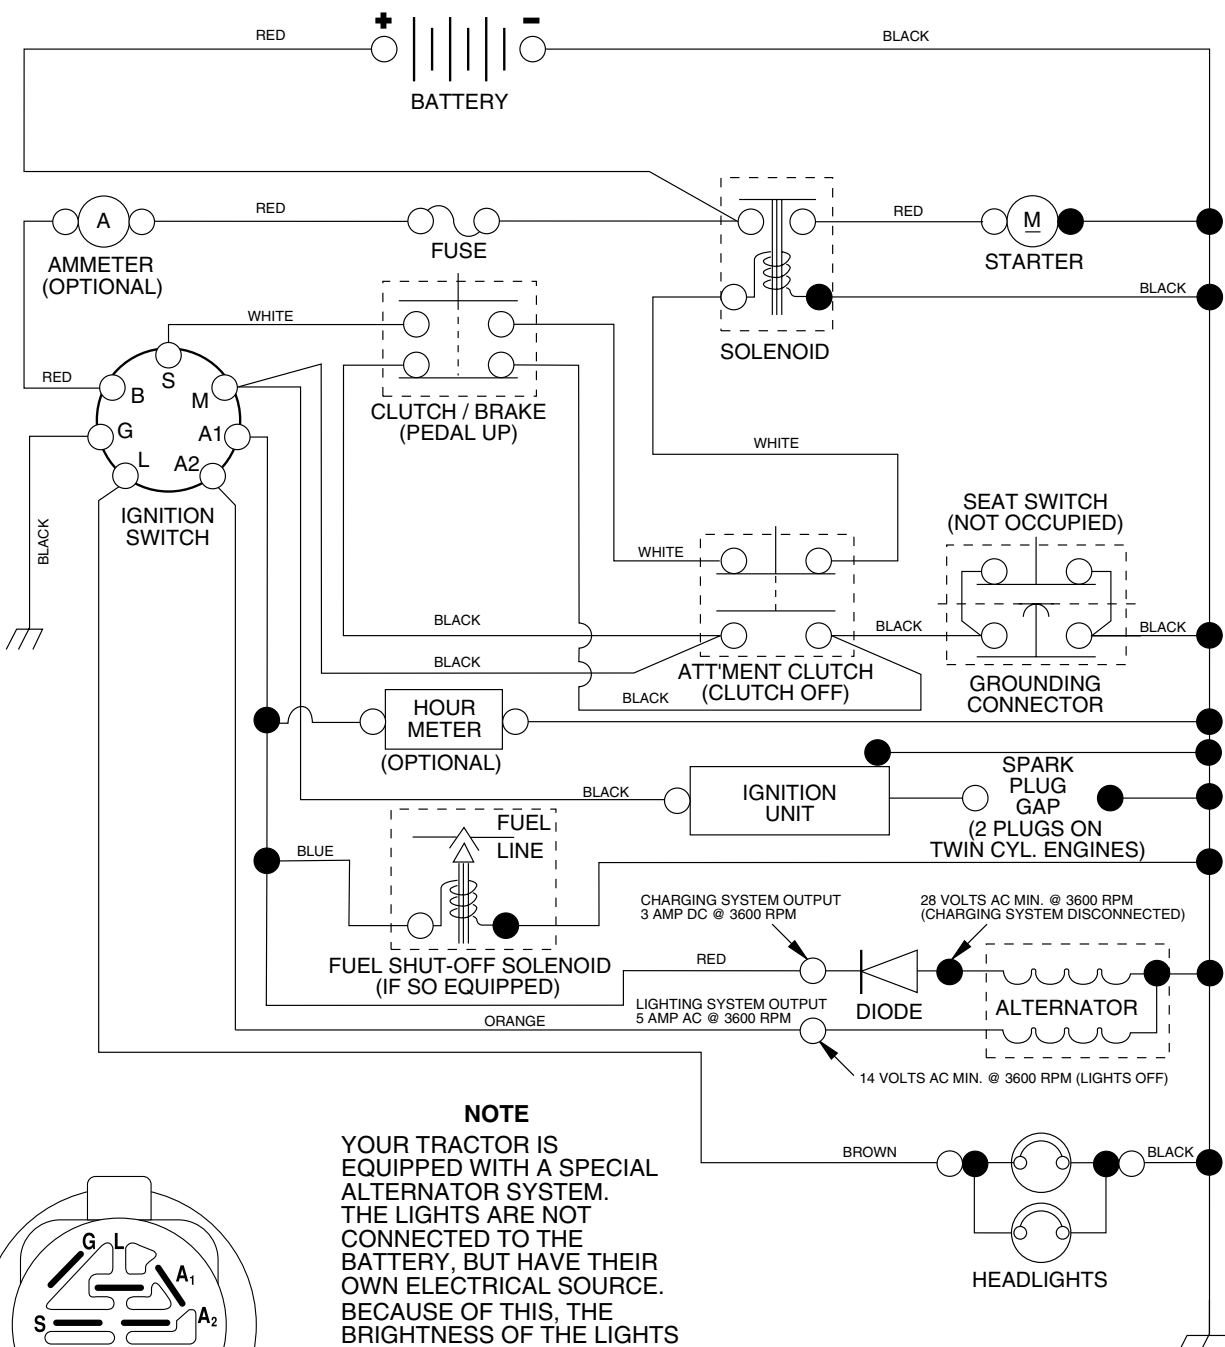 + -
RED
BLACK
BATTERY
A
RED
FUSE
RED
M
STARTER
AMMETER
(OPTIONAL)
BLACK
SOLENOID
WHITE
RED
S
B
M
G
A1
L
A2
CLUTCH / BRAKE
(PEDAL UP)
IGNITION
SWITCH
BLACK
WHITE
SEAT SWITCH
(NOT OCCUPIED)
WHITE
BLACK
BLACK
BLACK
BLACK
ATT'MENT CLUTCH
(CLUTCH OFF)
BLACK
GROUNDING
CONNECTOR
HOUR
METER
(OPTIONAL)
BLACK
IGNITION
UNIT
SPARK
PLUG
GAP
(2 PLUGS ON
TWIN CYL. ENGINES)
FUEL
LINE
BLUE
FUEL SHUT-OFF SOLENOID
(IF SO EQUIPPED)
CHARGING SYSTEM OUTPUT
3 AMP DC @ 3600 RPM
28 VOLTS AC MIN. @ 3600 RPM
(CHARGING SYSTEM DISCONNECTED)
RED
DIODE
ALTERNATOR
LIGHTING SYSTEM OUTPUT
5 AMP AC @ 3600 RPM
ORANGE
14 VOLTS AC MIN. @ 3600 RPM (LIGHTS OFF)
BROWN
BLACK
HEADLIGHTS
NOTE
YOUR TRACTOR IS
EQUIPPED WITH A SPECIAL
ALTERNATOR SYSTEM.
THE LIGHTS ARE NOT
CONNECTED TO THE
BATTERY, BUT HAVE THEIR
OWN ELECTRICAL SOURCE.
BECAUSE OF THIS, THE
BRIGHTNESS OF THE LIGHTS
G L
A1
A2
S